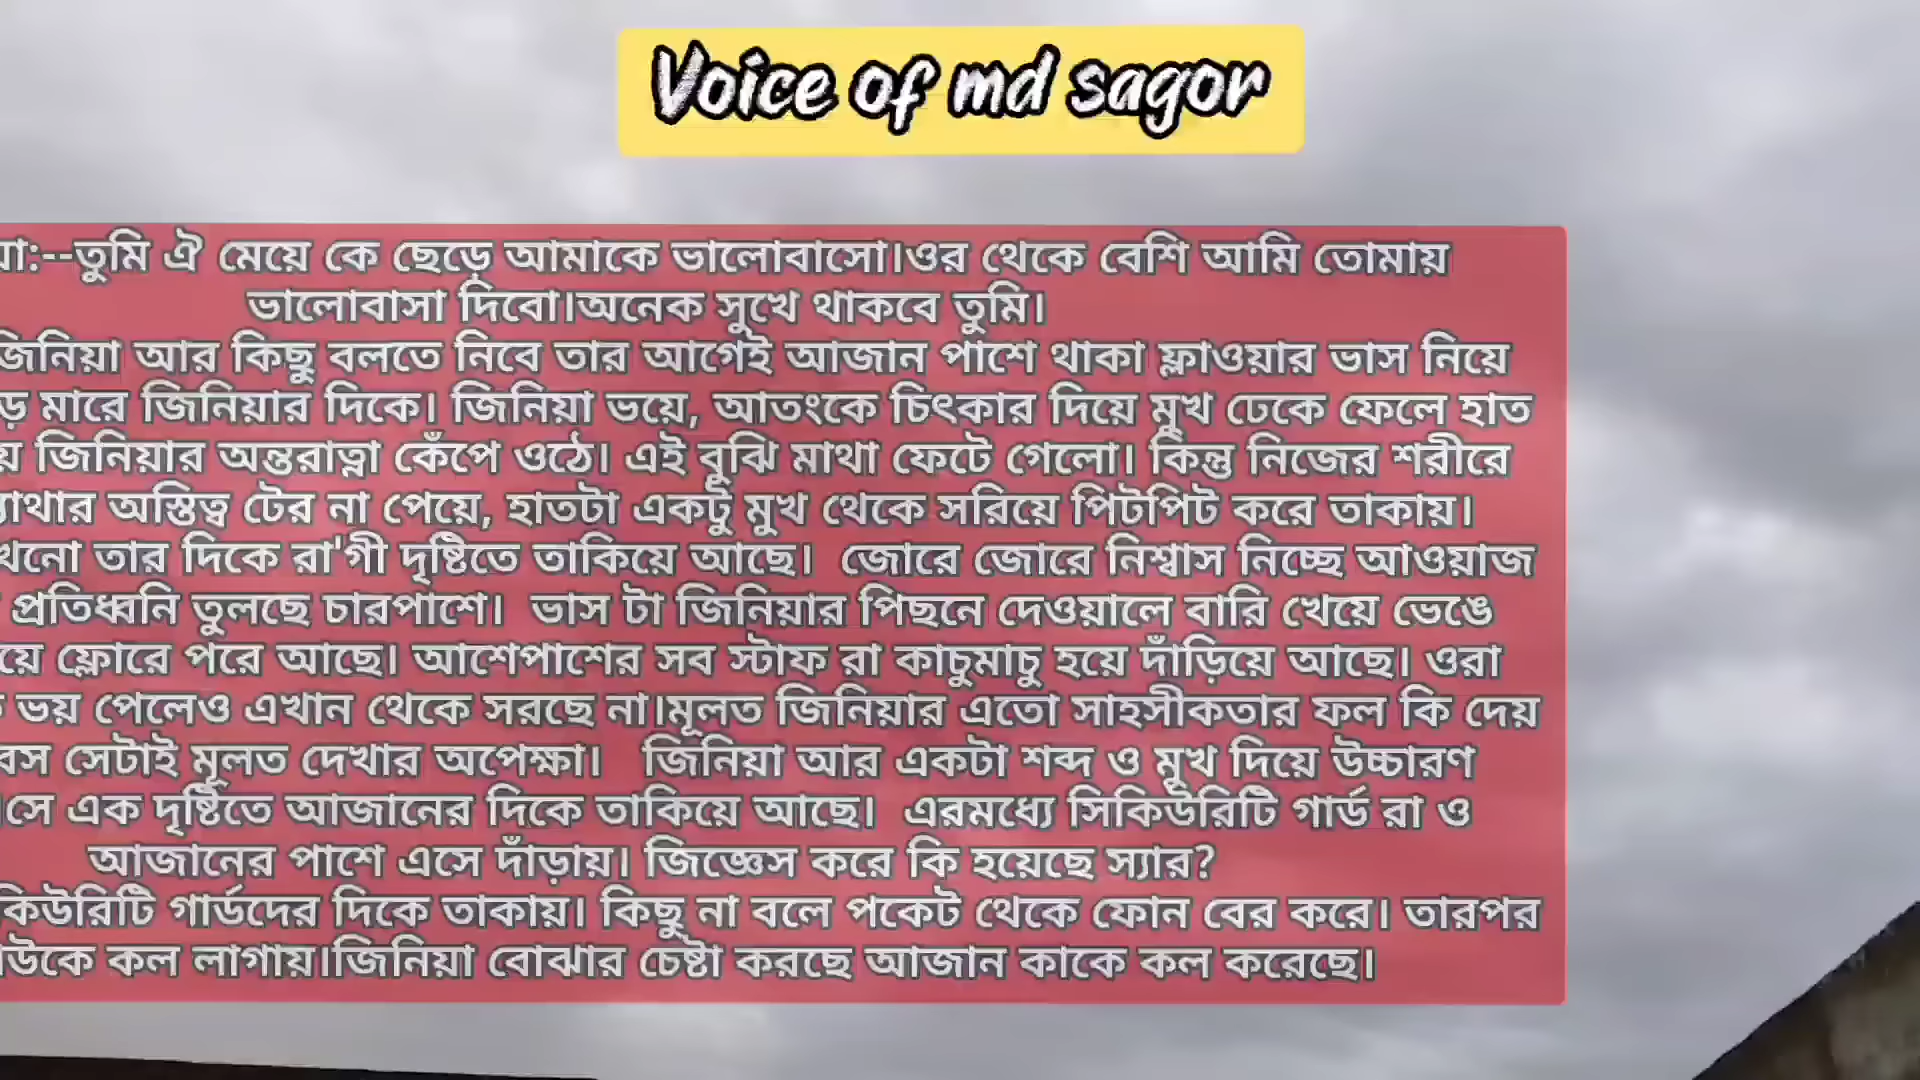 Voice of md sagor
তুমি ঐ মেয়ে কে ছেড়ে আমাকে ভালোবাসো।ওর থেকে বেশি আমি তোমায়
ভালোবাসা দিবো।অনেক সুখে থাকবে তুমি।
জিনিয়া আর কিছু বলতে নিবে তার আগেই আজান পাশে থাকা ফ্লাওয়ার ভাস নিয়ে
মারে জিনিয়ার দিকে। জিনিয়া ভয়ে, আতংকে চিৎকার দিয়ে মুখ ঢেকে ফেলে হাত
জিনিয়ার অন্তরাত্না কেঁপে ওঠে। এই বুঝি মাথা ফেটে গেলো। কিন্তু নিজের শরীরে
অস্তিত্ব টের না পেয়ে, হাতটা একটু মুখ থেকে সরিয়ে পিটপিট করে তাকায়।
তার দিকে রা'গী দৃষ্টিতে তাকিয়ে আছে। জোরে জোরে নিশ্বাস নিচ্ছে আওয়াজ
প্রতিধ্বনি তুলছে চারপাশে। ভাস টা জিনিয়ার পিছনে দেওয়ালে বারি খেয়ে ভেঙে
ফ্লোরে পরে আছে। আশেপাশের সব স্টাফ রা কাচুমাচু হয়ে দাঁড়িয়ে আছে। ওরা
ভয় পেলেও এখান থেকে সরছে না।মূলত জিনিয়ার এতো সাহসীকতার ফল কি দেয়
সেটাই মূলত দেখার অপেক্ষা। জিনিয়া আর একটা শব্দ ও মুখ দিয়ে উচ্চারণ
সে এক দৃষ্টিতে আজানের দিকে তাকিয়ে আছে। এরমধ্যে সিকিউরিটি গার্ড রা ও
আজানের পাশে এসে দাঁড়ায়। জিজ্ঞেস করে কি হয়েছে স্যার?
গার্ডদের দিকে তাকায়। কিছু না বলে পকেট থেকে ফোন বের করে। তারপর
কল লাগায়।জিনিয়া বোঝার চেষ্টা করছে আজান কাকে কল করেছে।